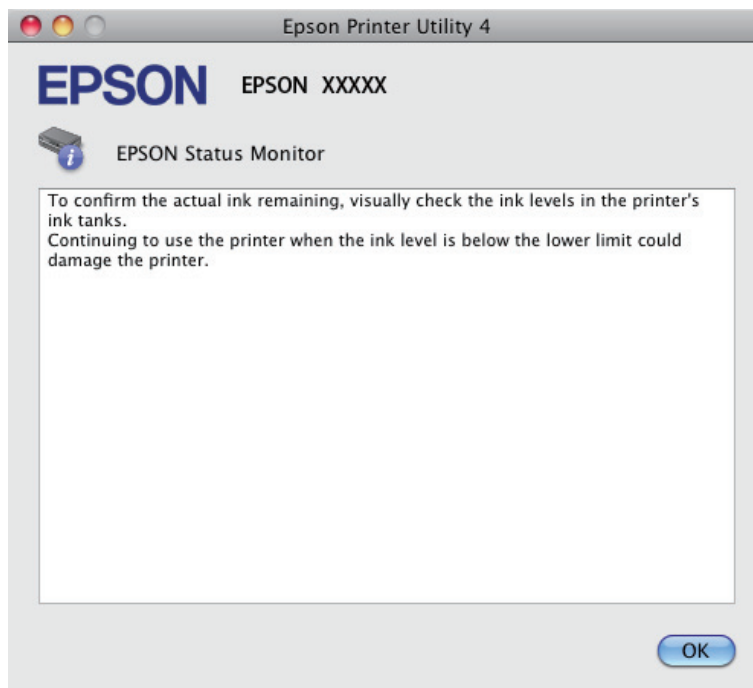 Epson Printer Utility 4
EPSON EPSON XXXXX
i EPSON Status Monitor
To confirm the actual ink remaining, visually check the ink levels in the printer's
ink tanks.
Continuing to use the printer when the ink level is below the lower limit could
damage the printer.
OK